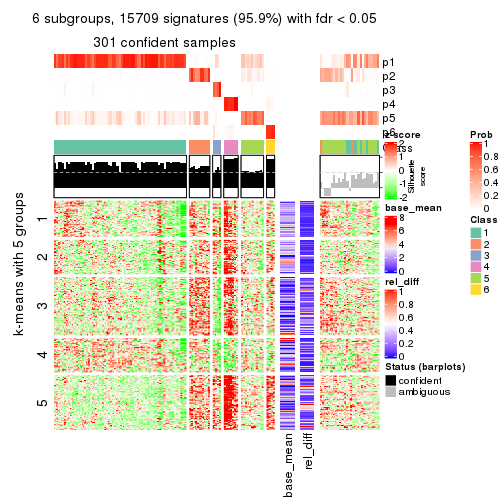 6 subgroups, 15709 signatures (95.9%) with fdr < 0.05
301 confident samples
p1
p2
p3
p4
p5
p6
Class
Silhouette
score
k-means with 5 groups
1
2
3
4
5
base_mean
rel_diff
z-score
2
1
0
-1
-2
base_mean
8
6
4
2
0
rel_diff
1
0.8
0.6
0.4
0.2
0
Status (barplots)
confident
ambiguous
Prob
1
0.8
0.6
0.4
0.2
0
Class
1
2
3
4
5
6